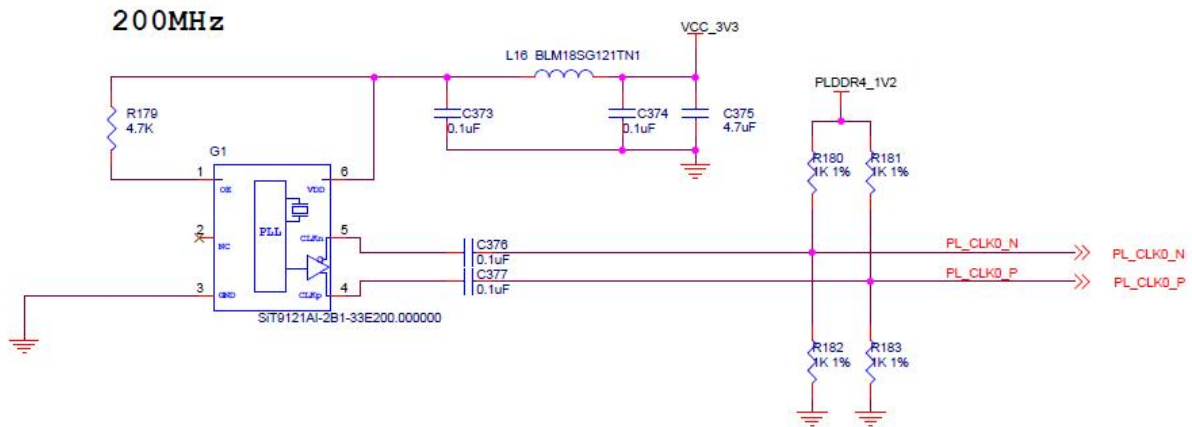 200MHz
VCC_3V3
L16 BLM18SG121TN1
PLDDR4_1V2
R179
4.7K
C373
0.1uF
C374
0.1uF
C375
4.7uF
G1
R180
1K 1%
R181
1K 1%
1
OE
VDD
6
PLL
2
NC
CLKn
5
C376
0.1uF
PL_CLK0_N
PL_CLK0_N
3
GND
CLKp
4
C377
0.1uF
PL_CLK0_P
PL_CLK0_P
SiT9121AI-2B1-33E200.000000
R182
1K 1%
R183
1K 1%